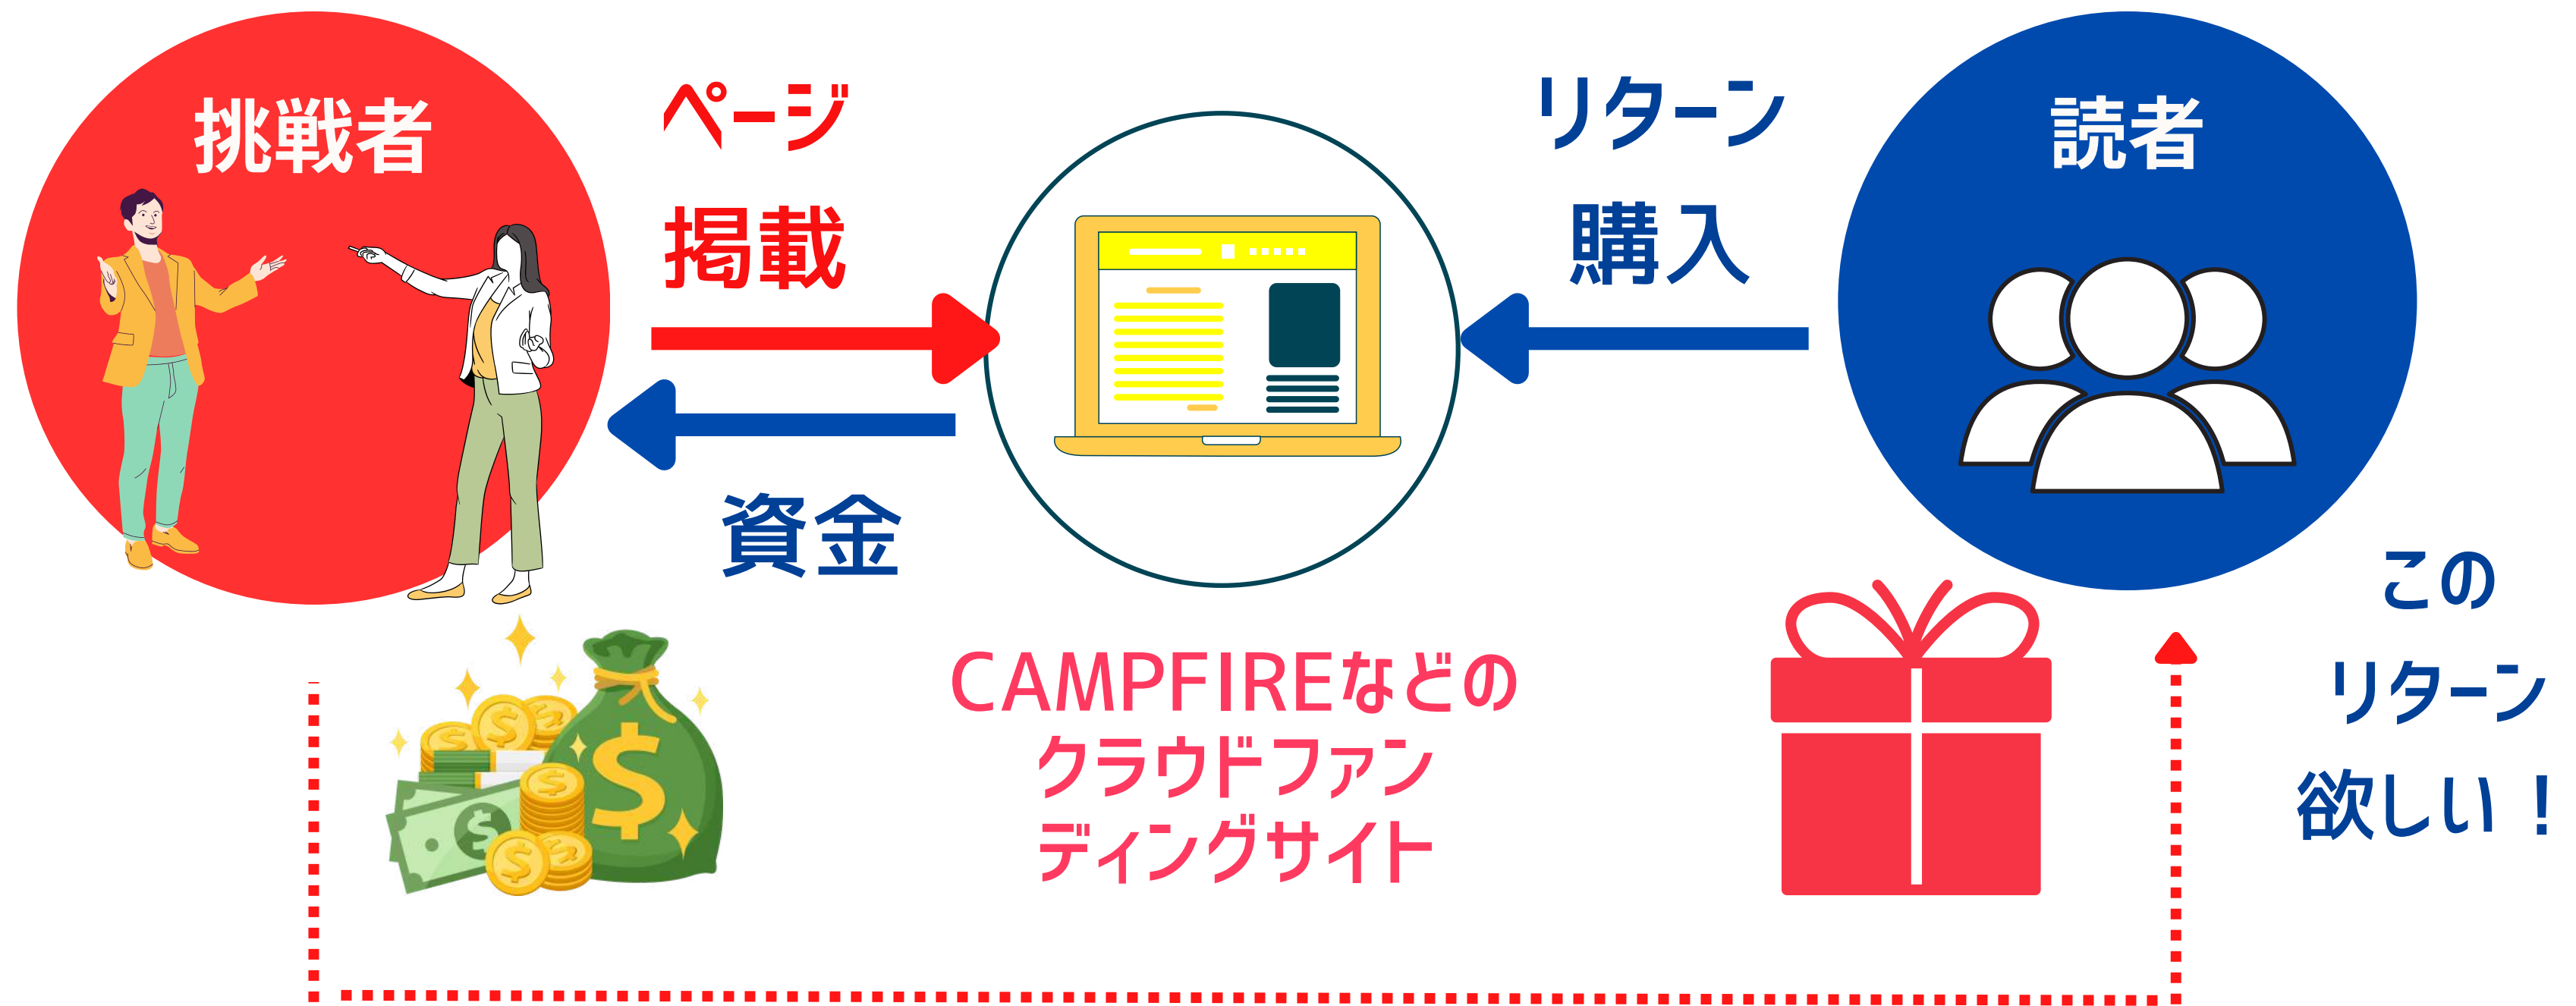 挑戦者
ページ
掲載
資金
CAMPFIREなどの
クラウドファン
ディングサイト
リターン
購入
読者
この
リターン
欲しい！